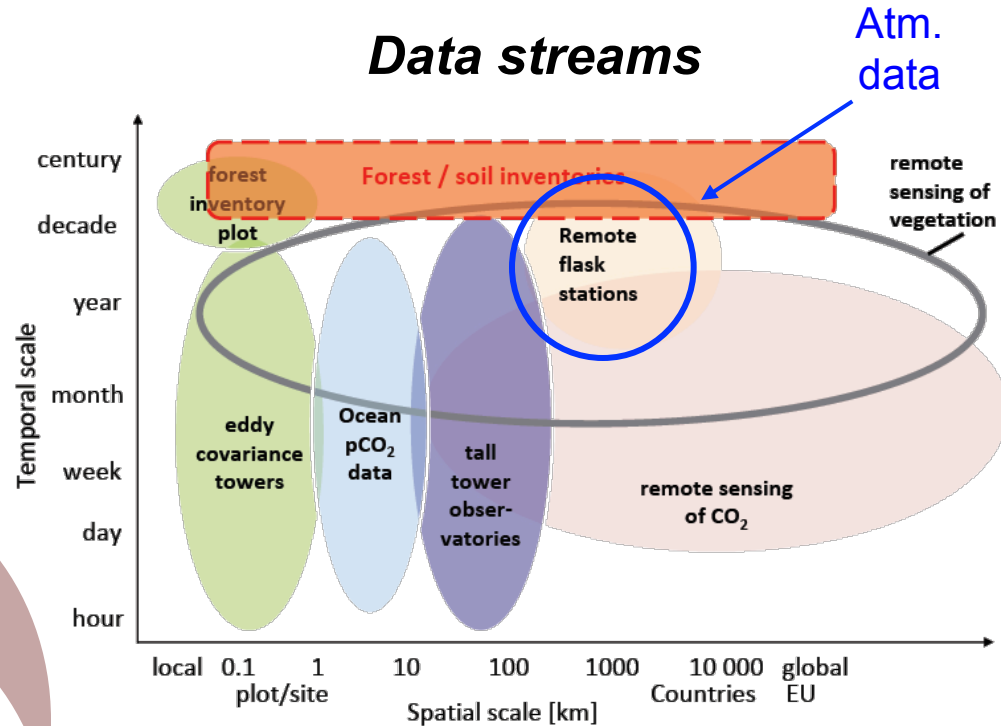 Data streams
Atm.
data
century
decade
year
month
week
day
hour
Temporal scale
forest
inventory
plot
Forest / soil inventories
remote
sensing of
vegetation
Remote
flask
stations
eddy
covariance
towers
Ocean
pCO₂
data
tall
tower
obser-
vatories
remote sensing
of CO₂
local 0.1 1 10 100 1000 10 000 global
plot/site Countries EU
Spatial scale [km]